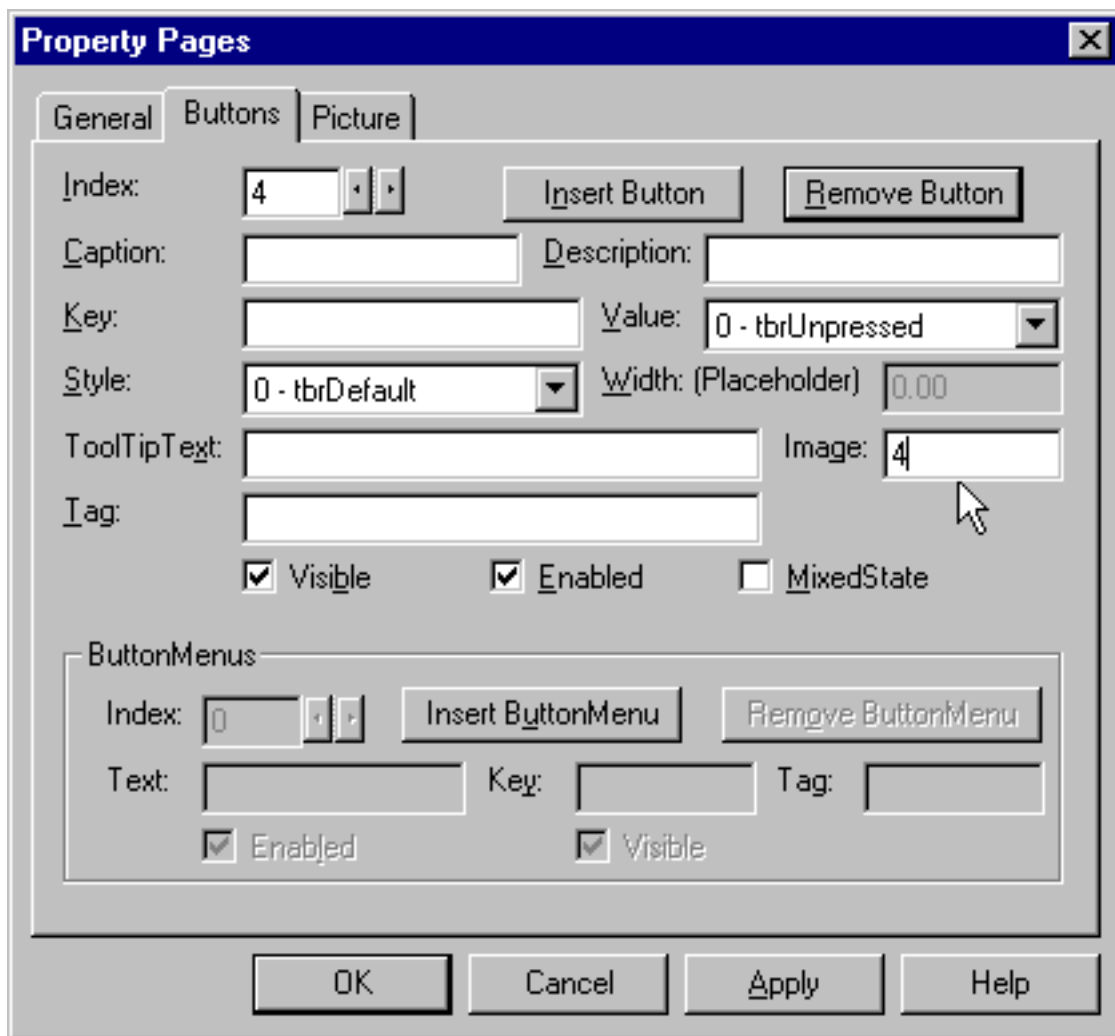 Property Pages
General Buttons Picture
Index: 4 Insert Button Remove Button
Caption: Description:
Key: Value: 0 - tbrUnpressed
Style: 0 - tbrDefault Width: (Placeholder) 0.00
ToolTipText: Image: 4
Tag:
Visible Enabled MixedState
ButtonMenus
Index: 0 Insert ButtonMenu Remove ButtonMenu
Text: Key: Tag:
Enabled Visible
OK Cancel Apply Help